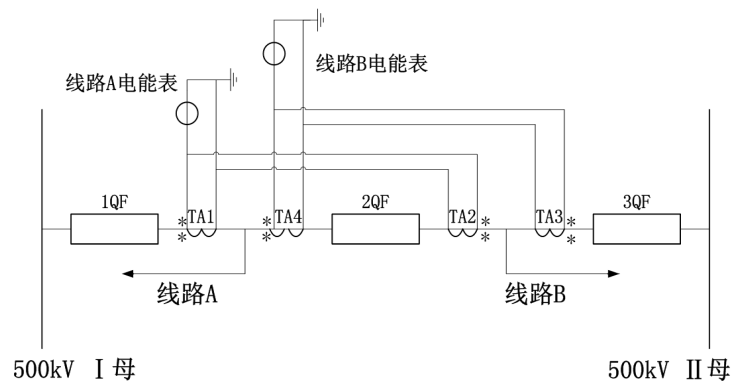 线路A电能表
线路B电能表
1QF
* TA1
*
* TA4
*
2QF
TA2 *
*
TA3 *
*
3QF
线路A
线路B
500kV Ⅰ母
500kV Ⅱ母